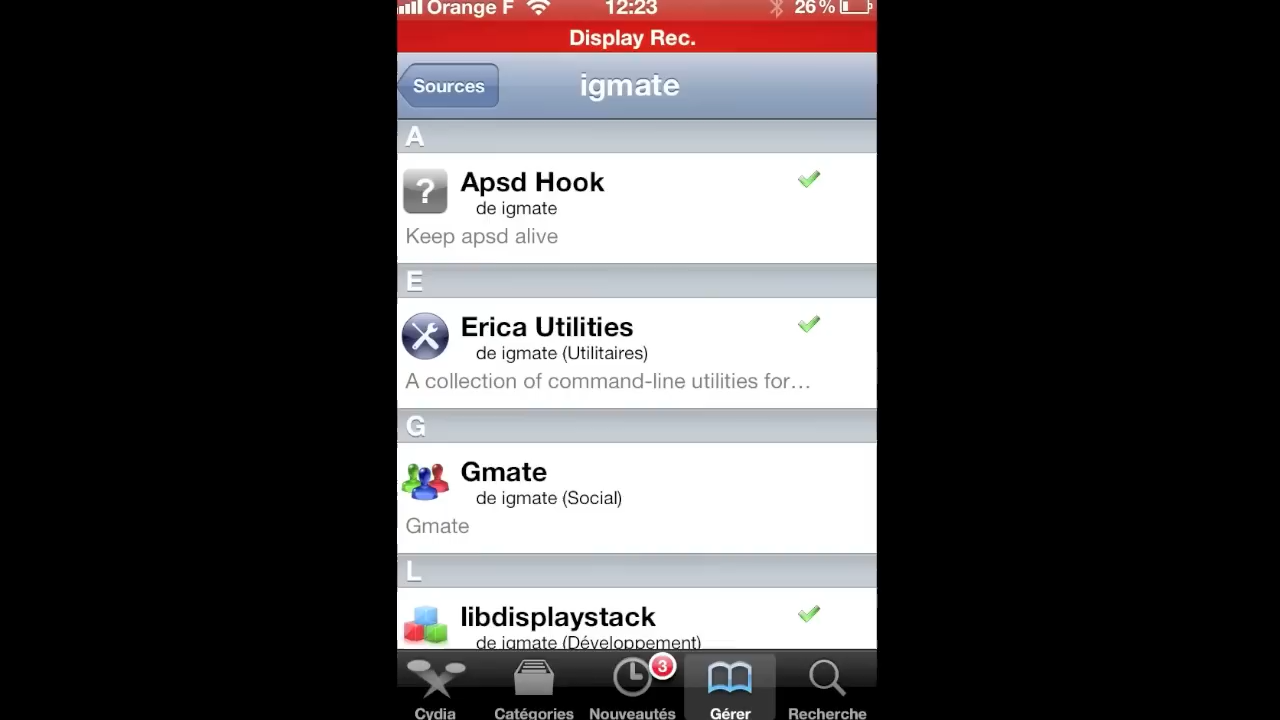 Orange F 12:23 26%
Display Rec.
Sources igmate
A
Apsd Hook
de igmate
Keep apsd alive
E
Erica Utilities
de igmate (Utilitaires)
A collection of command-line utilities for…
G
Gmate
de igmate (Social)
Gmate
L
libdisplaystack
de igmate (Développement)
3
Cydia Catégories Nouveautés Gérer Recherche